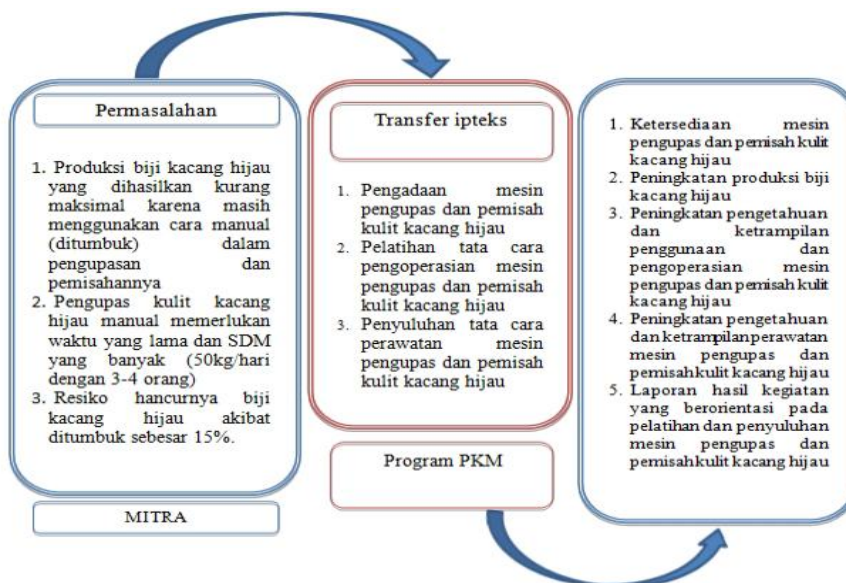 Permasalahan
1. Produksi biji kacang hijau
yang dihasilkan kurang
maksimal karena masih
menggunakan cara manual
(ditumbuk) dalam
pengupasan dan
pemisahannya
2. Pengupas kulit kacang
hijau manual memerlukan
waktu yang lama dan SDM
yang banyak (50kg/hari
dengan 3-4 orang)
3. Resiko hancurnya biji
kacang hijau akibat
ditumbuk sebesar 15%.
MITRA
Transfer ipteks
1. Pengadaan mesin
pengupas dan pemisah
kulit kacang hijau
2. Pelatihan tata cara
pengoperasian mesin
pengupas dan pemisah
kulit kacang hijau
3. Penyuluhan tata cara
perawatan mesin
pengupas dan pemisah
kulit kacang hijau
Program PKM
1. Ketersediaan mesin
pengupas dan pemisah kulit
kacang hijau
2. Peningkatan produksi biji
kacang hijau
3. Peningkatan pengetahuan
dan ketrampilan
penggunaan dan
pengoperasian mesin
pengupas dan pemisah kulit
kacang hijau
4. Peningkatan pengetahuan
dan ketrampilan perawatan
mesin pengupas dan
pemisah kulit kacang hijau
5. Laporan hasil kegiatan
yang berorientasi pada
pelatihan dan penyuluhan
mesin pengupas dan
pemisah kulit kacang hijau